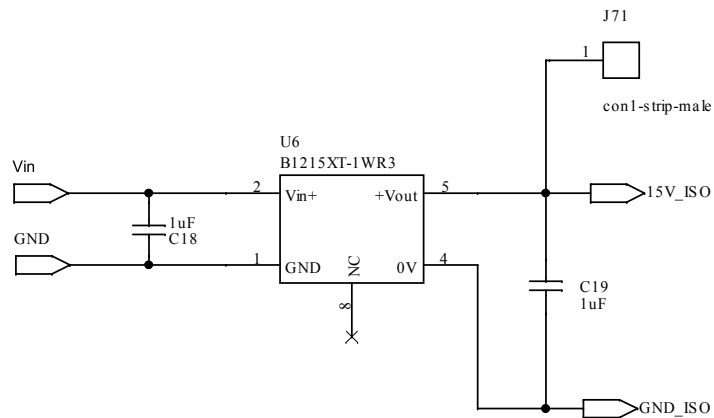 J71
1
con1-strip-male
U6
B1215XT-1WR3
Vin
2
Vin+
+Vout
5
15V_ISO
1uF
C18
GND
1
GND
NC
0V
4
8
C19
1uF
GND_ISO